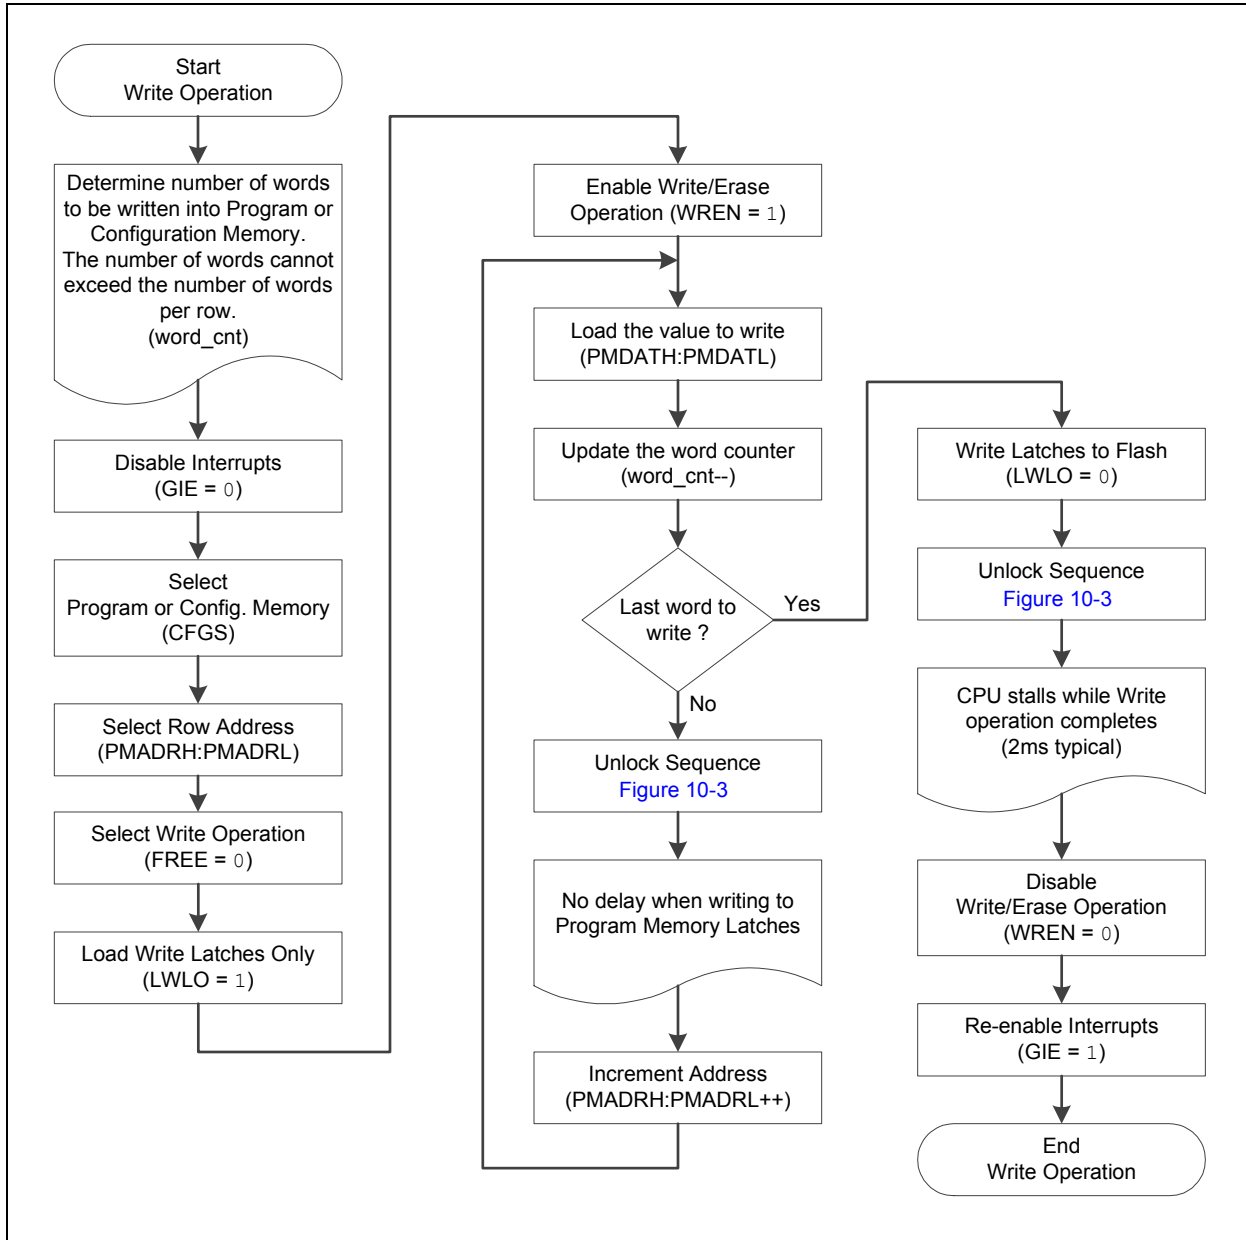 Start
Write Operation
Determine number of words
to be written into Program or
Configuration Memory.
The number of words cannot
exceed the number of words
per row.
(word_cnt)
Disable Interrupts
(GIE = 0)
Select
Program or Config. Memory
(CFGS)
Select Row Address
(PMADRH:PMADRL)
Select Write Operation
(FREE = 0)
Load Write Latches Only
(LWLO = 1)
Enable Write/Erase
Operation (WREN = 1)
Load the value to write
(PMDATH:PMDATL)
Update the word counter
(word_cnt--)
Last word to
write ?
Yes
No
Unlock Sequence
Figure 10-3
No delay when writing to
Program Memory Latches
Increment Address
(PMADRH:PMADRL++)
Write Latches to Flash
(LWLO = 0)
Unlock Sequence
Figure 10-3
CPU stalls while Write
operation completes
(2ms typical)
Disable
Write/Erase Operation
(WREN = 0)
Re-enable Interrupts
(GIE = 1)
End
Write Operation